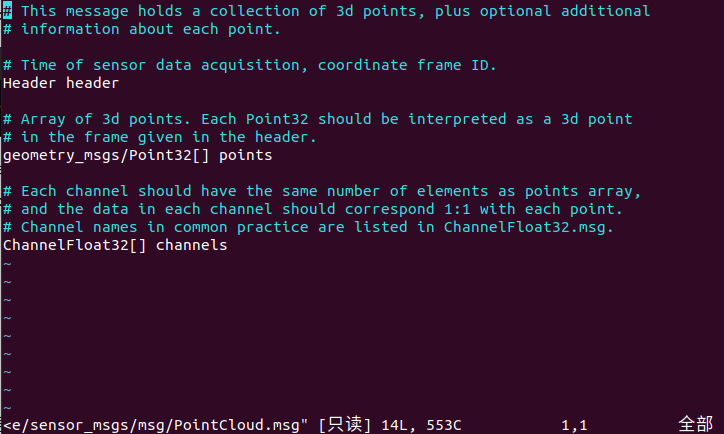 # This message holds a collection of 3d points, plus optional additional
# information about each point.
# Time of sensor data acquisition, coordinate frame ID.
Header header
# Array of 3d points. Each Point32 should be interpreted as a 3d point
# in the frame given in the header.
geometry_msgs/Point32[] points
# Each channel should have the same number of elements as points array,
# and the data in each channel should correspond 1:1 with each point.
# Channel names in common practice are listed in ChannelFloat32.msg.
ChannelFloat32[] channels
~
~
~
~
~
~
~
~
~
<e/sensor_msgs/msg/PointCloud.msg" [只读] 14L, 553C 1,1 全部